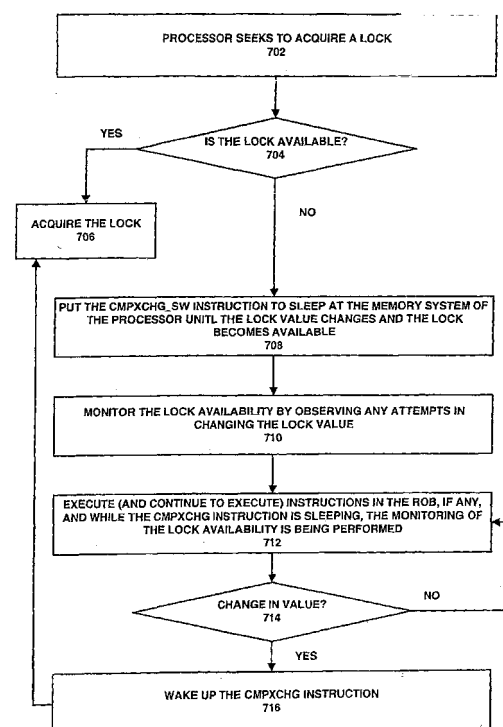 PROCESSOR SEEKS TO ACQUIRE A LOCK
702
YES
IS THE LOCK AVAILABLE?
704
ACQUIRE THE LOCK
706
NO
PUT THE CMPXCHG_SW INSTRUCTION TO SLEEP AT THE MEMORY SYSTEM OF
THE PROCESSOR UNITL THE LOCK VALUE CHANGES AND THE LOCK
BECOMES AVAILABLE
708
MONITOR THE LOCK AVAILABILITY BY OBSERVING ANY ATTEMPTS IN
CHANGING THE LOCK VALUE
710
EXECUTE (AND CONTINUE TO EXECUTE) INSTRUCTIONS IN THE ROB, IF ANY,
AND WHILE THE CMPXCHG INSTRUCTION IS SLEEPING, THE MONITORING OF
THE LOCK AVAILABILITY IS BEING PERFORMED
712
CHANGE IN VALUE?
714
NO
YES
WAKE UP THE CMPXCHG INSTRUCTION
716